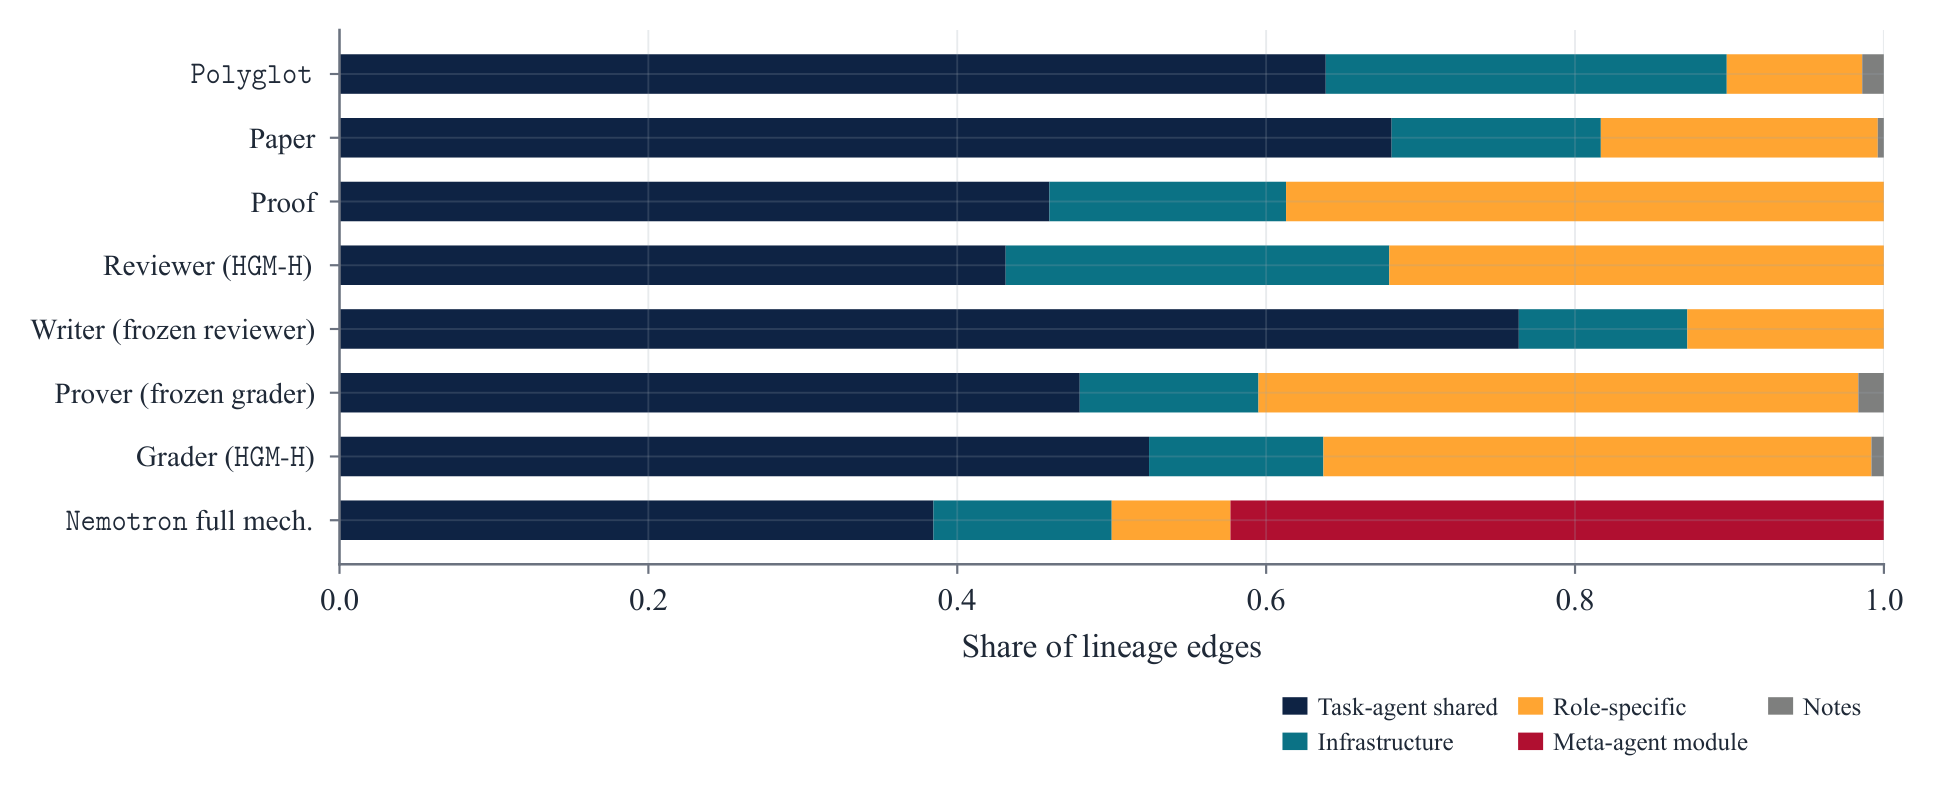 Polyglot
Paper
Proof
Reviewer (HGM-H)
Writer (frozen reviewer)
Prover (frozen grader)
Grader (HGM-H)
Nemotron full mech.
0.0 0.2 0.4 0.6 0.8 1.0
Share of lineage edges
Task-agent shared Role-specific Notes
Infrastructure Meta-agent module